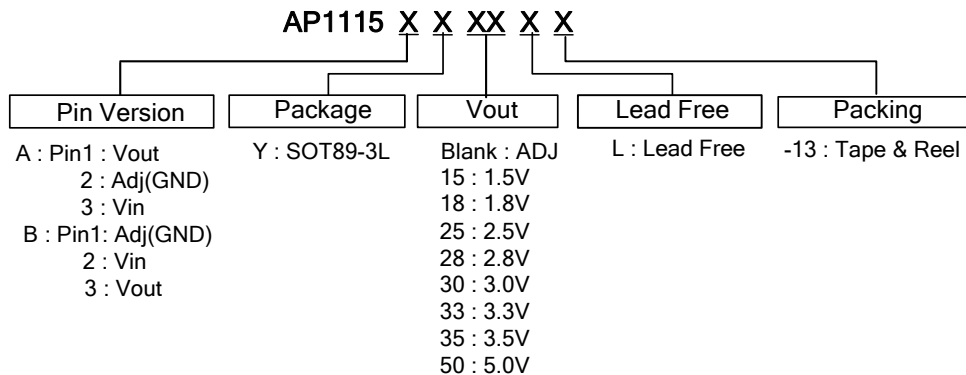 AP1115 X X XX X X
Pin Version
A : Pin1 : Vout
2 : Adj(GND)
3 : Vin
B : Pin1: Adj(GND)
2 : Vin
3 : Vout
Package
Y : SOT89-3L
Vout
Blank : ADJ
15 : 1.5V
18 : 1.8V
25 : 2.5V
28 : 2.8V
30 : 3.0V
33 : 3.3V
35 : 3.5V
50 : 5.0V
Lead Free
L : Lead Free
Packing
-13 : Tape & Reel